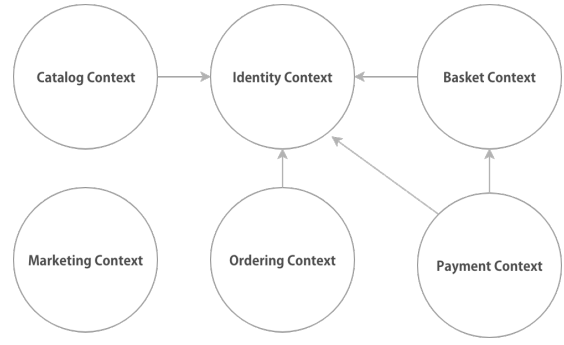 Catalog Context
Identity Context
Basket Context
Marketing Context
Ordering Context
Payment Context